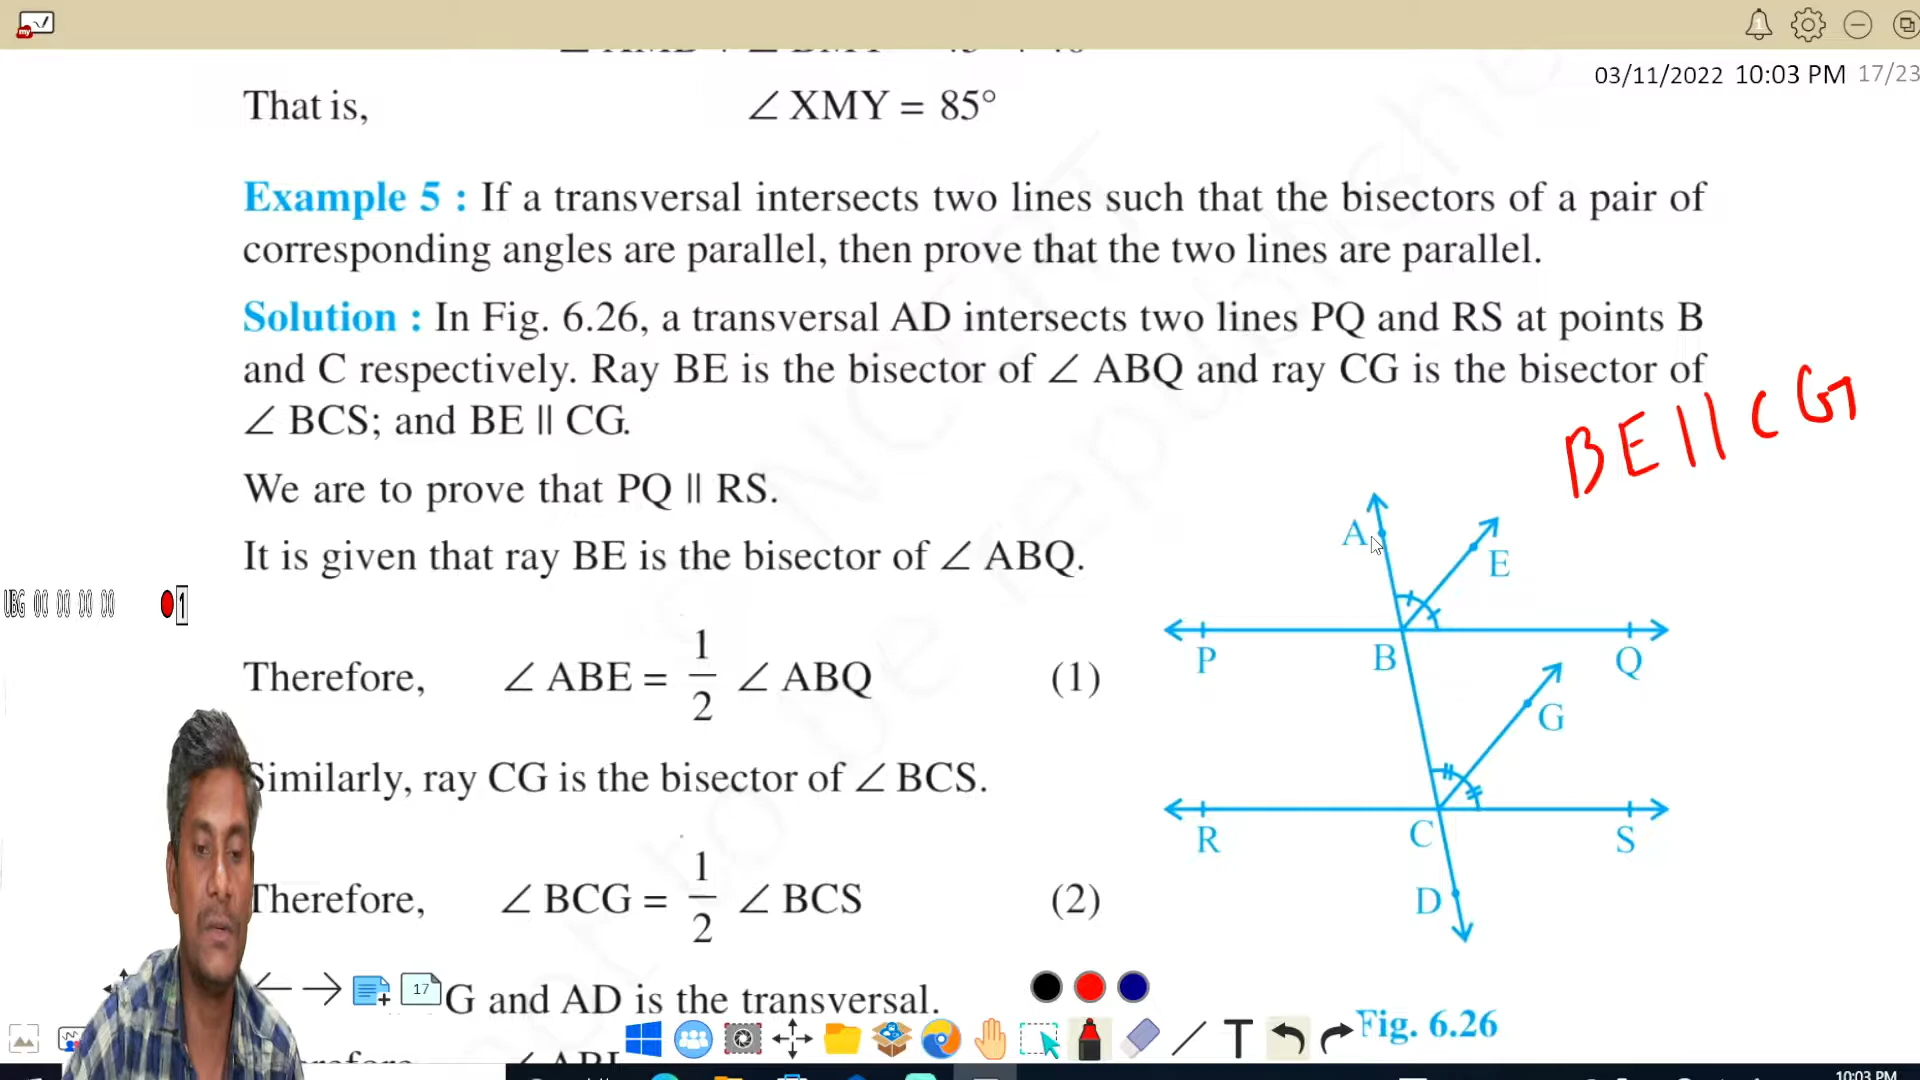 my
03/11/2022 10:03 PM 17/23
That is, ∠ XMY = 85°
Example 5 : If a transversal intersects two lines such that the bisectors of a pair of
corresponding angles are parallel, then prove that the two lines are parallel.
Solution : In Fig. 6.26, a transversal AD intersects two lines PQ and RS at points B
and C respectively. Ray BE is the bisector of ∠ ABQ and ray CG is the bisector of
∠ BCS; and BE || CG.
BE||CG
We are to prove that PQ || RS.
It is given that ray BE is the bisector of ∠ ABQ.
Therefore, ∠ ABE = 1/2 ∠ ABQ (1)
Similarly, ray CG is the bisector of ∠ BCS.
Therefore, ∠ BCG = 1/2 ∠ BCS (2)
G and AD is the transversal.
A
E
P B Q
G
R C S
D
Fig. 6.26
1
17
T
10:03 PM